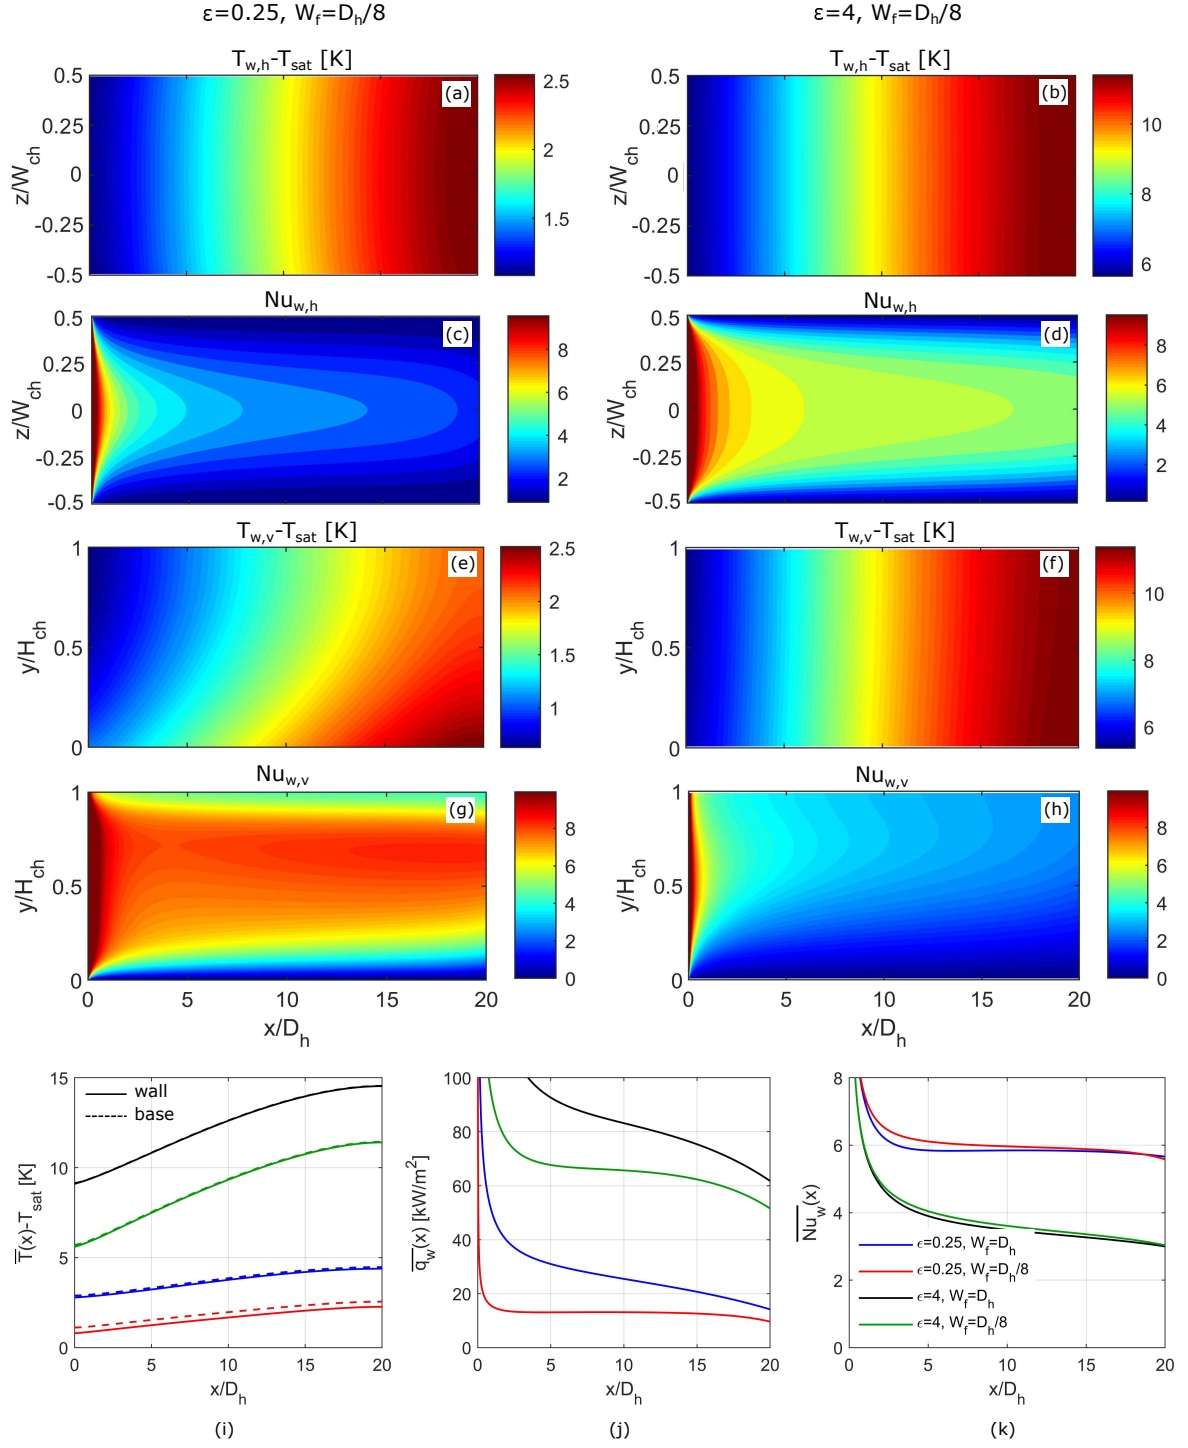 ε=0.25, W_f=D_h/8
ε=4, W_f=D_h/8
T_w,h-T_sat [K]
(a)
0.5
0.25
0
-0.25
-0.5
z/W_ch
2.5
2
1.5
T_w,h-T_sat [K]
(b)
0.5
0.25
0
-0.25
-0.5
z/W_ch
10
8
6
Nu_w,h
(c)
0.5
0.25
0
-0.25
-0.5
z/W_ch
8
6
4
2
Nu_w,h
(d)
0.5
0.25
0
-0.25
-0.5
z/W_ch
8
6
4
2
T_w,v-T_sat [K]
(e)
1
0.5
0
y/H_ch
2.5
2
1.5
1
T_w,v-T_sat [K]
(f)
1
0.5
0
y/H_ch
10
8
6
Nu_w,v
(g)
1
0.5
0
y/H_ch
0 5 10 15 20
x/D_h
8
6
4
2
0
Nu_w,v
(h)
1
0.5
0
y/H_ch
0 5 10 15 20
x/D_h
8
6
4
2
0
15
10
5
0
T̅(x)-T_sat [K]
wall
base
0 5 10 15 20
x/D_h
(i)
100
80
60
40
20
0
q̅_w̅(x) [kW/m²]
0 5 10 15 20
x/D_h
(j)
8
6
4
2
0
N̅u̅_w̅(x)
ϵ=0.25, W_f=D_h
ϵ=0.25, W_f=D_h/8
ϵ=4, W_f=D_h
ϵ=4, W_f=D_h/8
0 5 10 15 20
x/D_h
(k)